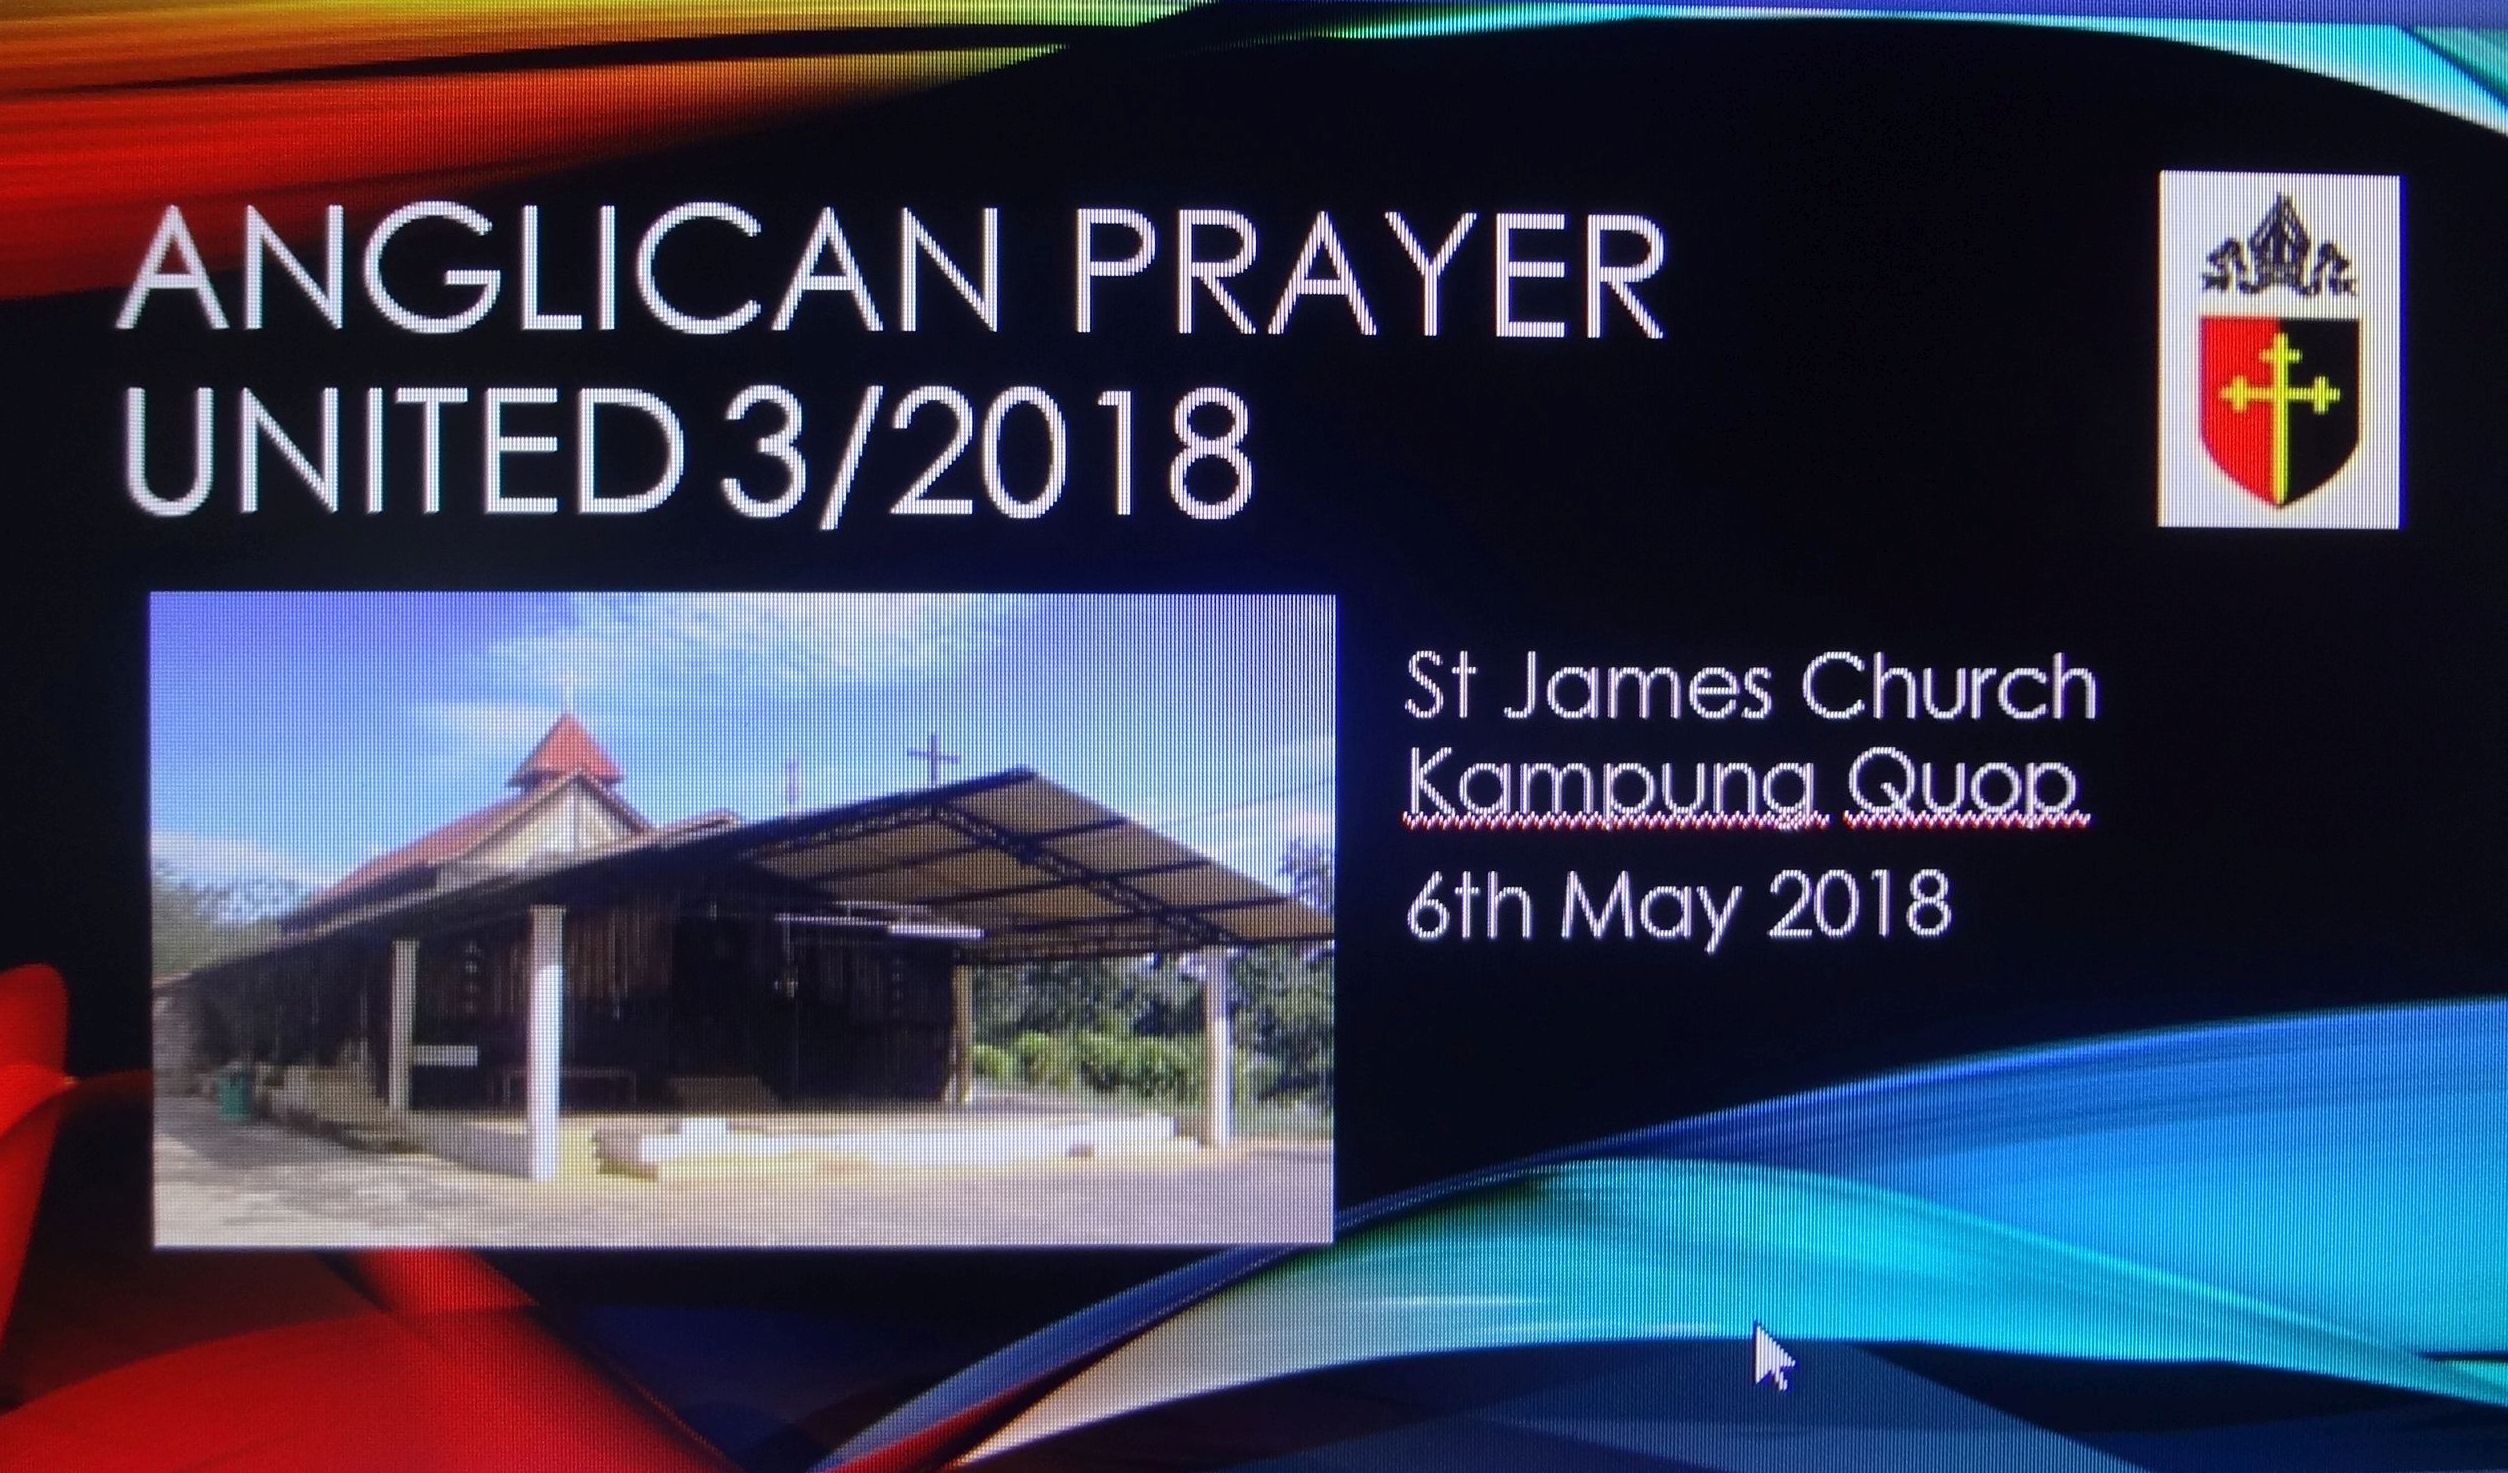 ANGLICAN PRAYER
UNITED 3/2018
St James Church
Kampung Quop
6th May 2018